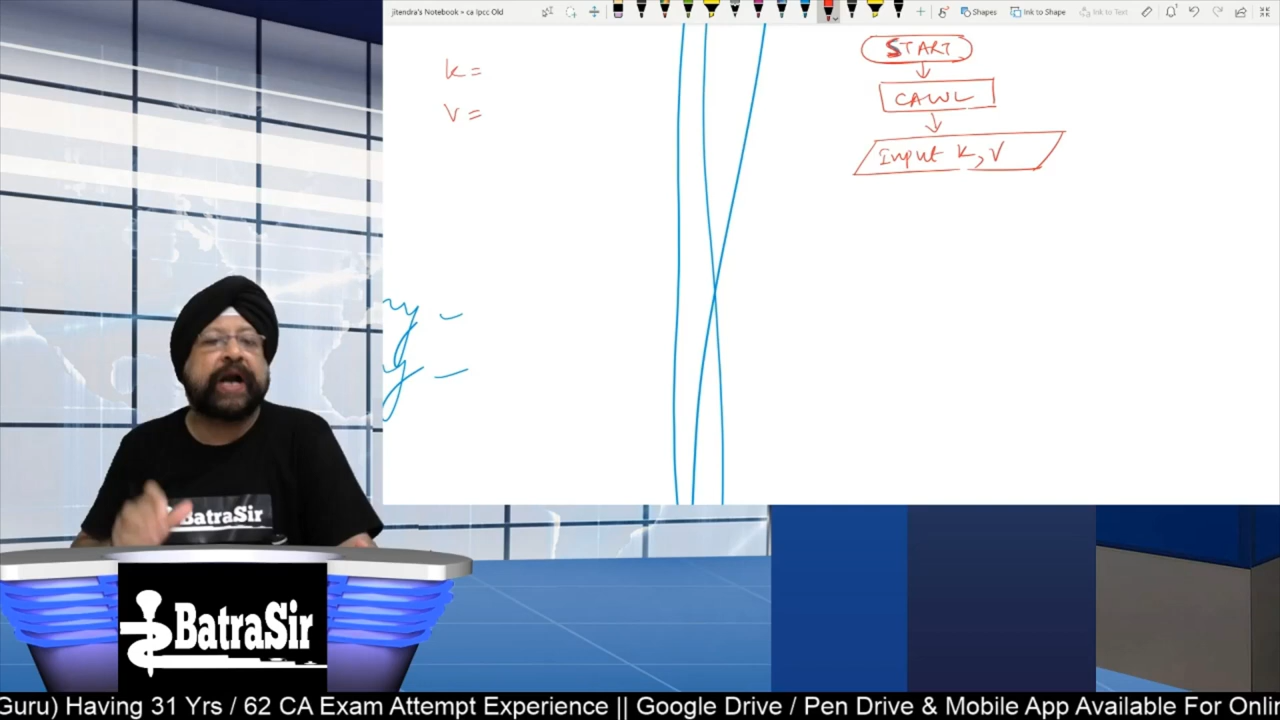 jitendra's Notebook > ca Ipcc Old
Shapes
Ink to Shape
Ink to Text
START
K =
CAWL
V =
Input K, V
BatraSir
BatraSir
Guru) Having 31 Yrs / 62 CA Exam Attempt Experience || Google Drive / Pen Drive & Mobile App Available For Onli